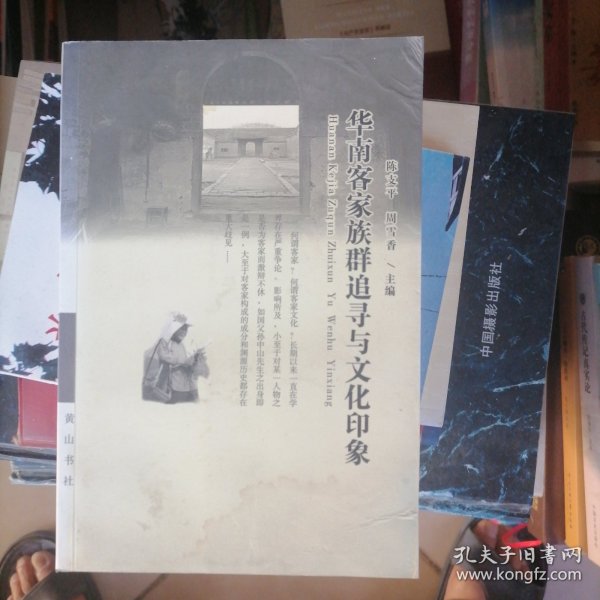 华南客家族群追寻与文化印象
Huanan Kejia Zuqun Zhuixun Yu Wenhua Yinxiang
陈支平 周雪香 / 主编
何谓客家?何谓客家文化?长期以来一直在学
界存在严重争论,影响所及,小至于对某一人物之
是否为客家而激辩不休,如国父孙中山先生之出身即
是一例,大至于对客家构成的成分和渊源历史都存在
重大歧见……
黄山书社
中国摄影出版社
孔夫子旧书网
www.kongfz.com